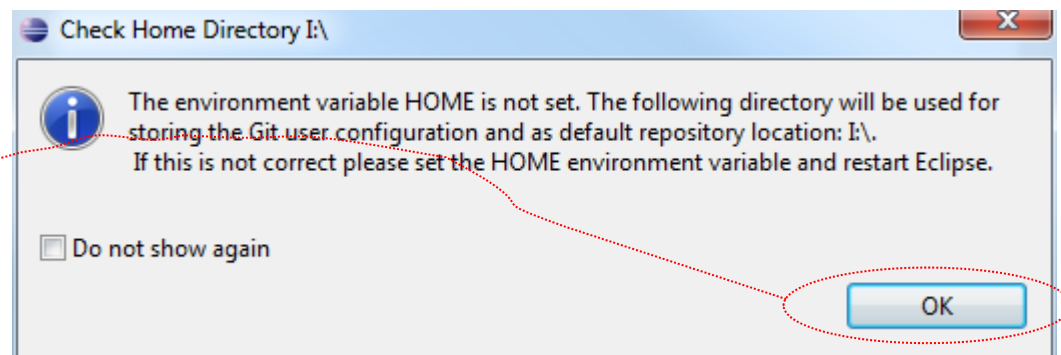 Check Home Directory I:\
The environment variable HOME is not set. The following directory will be used for
storing the Git user configuration and as default repository location: I:\.
If this is not correct please set the HOME environment variable and restart Eclipse.
Do not show again
OK